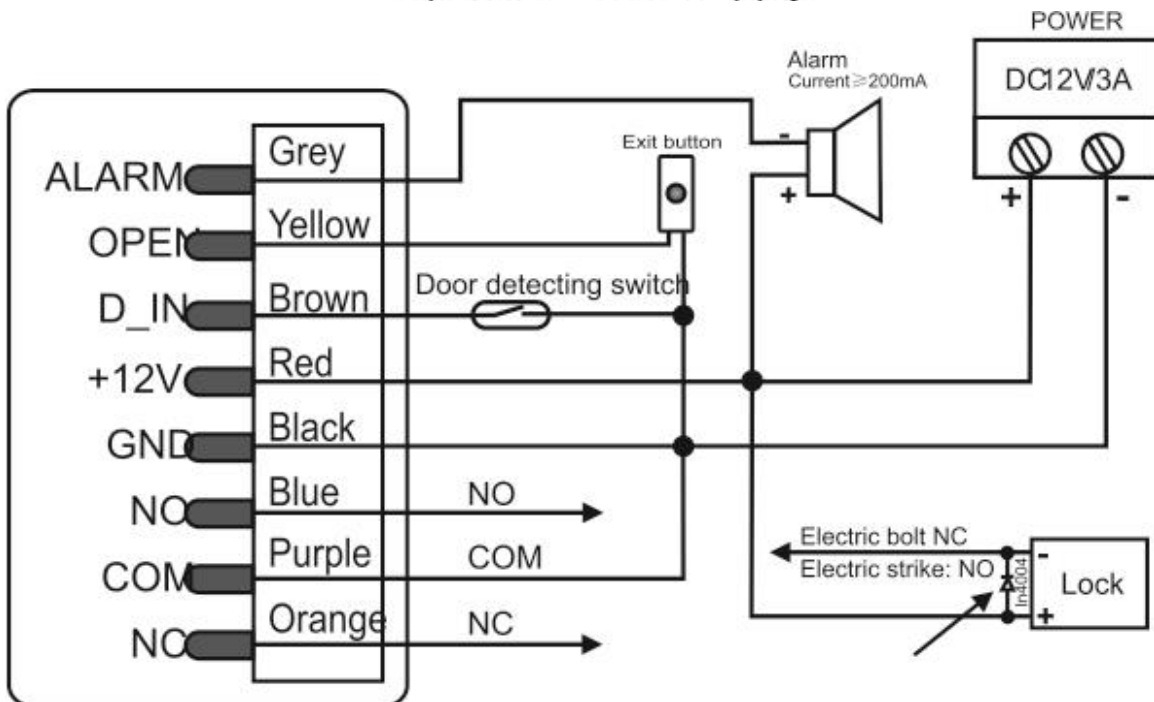 POWER
DC12V/3A
+ -
Alarm
Current≥200mA
-
+
Exit button
ALARM Grey
OPEN Yellow
Door detecting switch
D_IN Brown
+12V Red
GND Black
NO Blue NO
COM Purple COM
NC Orange NC
Electric bolt NC
Electric strike: NO
In4004
-
Lock
+